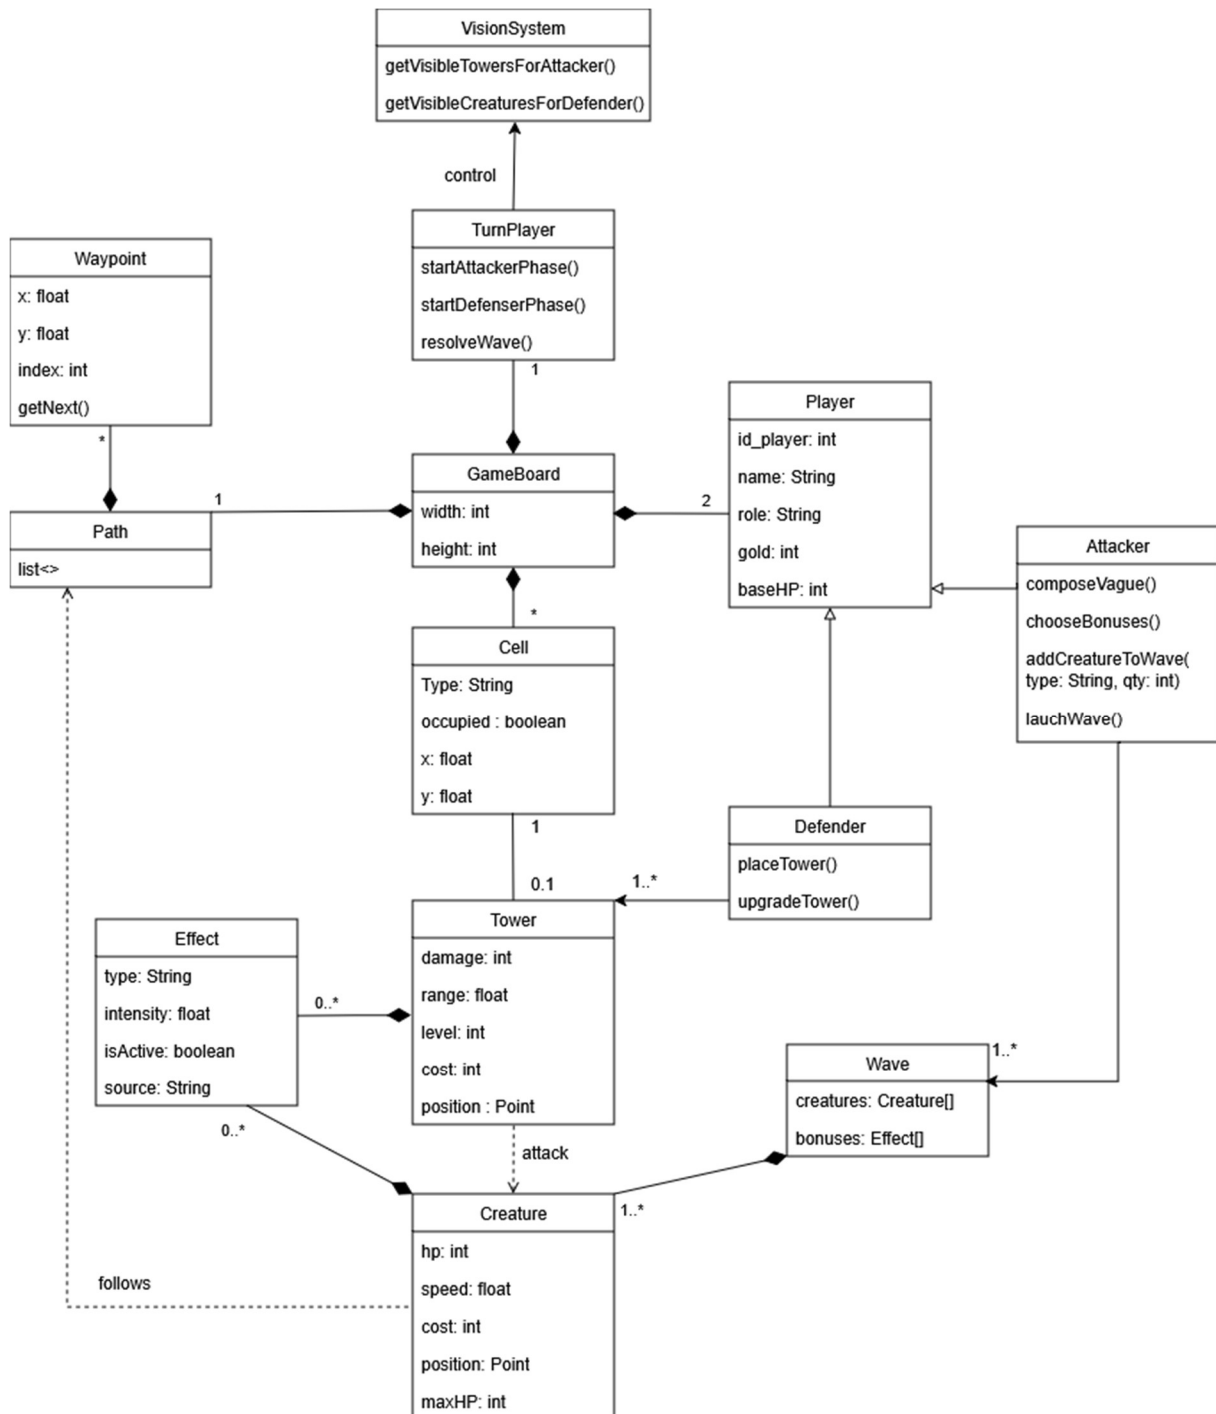 VisionSystem
getVisibleTowersForAttacker()
getVisibleCreaturesForDefender()
control
TurnPlayer
startAttackerPhase()
startDefenserPhase()
resolveWave()
1
Waypoint
x: float
y: float
index: int
getNext()
*
Path
list<>
1
GameBoard
width: int
height: int
2
Player
id_player: int
name: String
role: String
gold: int
baseHP: int
Attacker
composeVague()
chooseBonuses()
addCreatureToWave(
type: String, qty: int)
lauchWave()
*
Cell
Type: String
occupied : boolean
x: float
y: float
1
0.1
Defender
placeTower()
upgradeTower()
1..*
Tower
damage: int
range: float
level: int
cost: int
position : Point
Effect
type: String
intensity: float
isActive: boolean
source: String
0..*
0..*
attack
1..*
Wave
creatures: Creature[]
bonuses: Effect[]
1..*
Creature
hp: int
speed: float
cost: int
position: Point
maxHP: int
follows